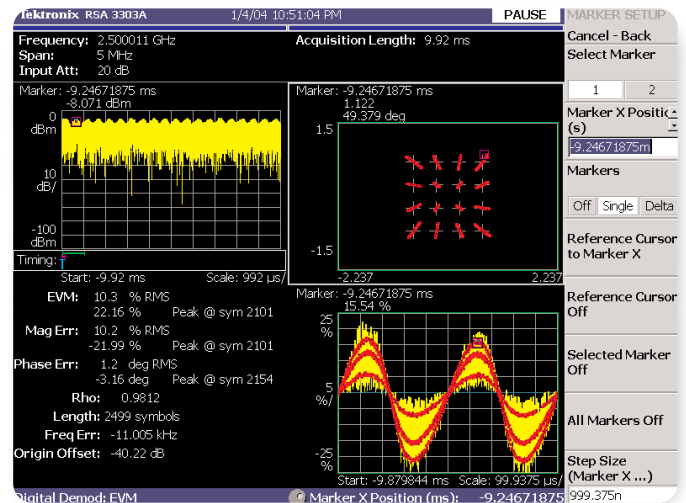 Tektronix RSA 3303A 1/4/04 10:51:04 PM PAUSE MARKER SETUP
Frequency: 2.500011 GHz Acquisition Length: 9.92 ms
Span: 5 MHz
Input Att: 20 dB
Cancel - Back
Select Marker
1 2
Marker X Positic
(s)
-9.24671875m
Markers
Off Single Delta
Reference Cursor
to Marker X
Reference Cursor
Off
Selected Marker
Off
All Markers Off
Step Size
(Marker X ...)
999.375n
Marker: -9.24671875 ms
-8.071 dBm
0
dBm
10
dB/
-100
dBm
Timing:
Start: -9.92 ms Scale: 992 µs/
Marker: -9.24671875 ms
1.122
49.379 deg
1.5
-1.5
-2.237 2.237
EVM: 10.3 % RMS
22.16 % Peak @ sym 2101
Mag Err: 10.2 % RMS
-21.99 % Peak @ sym 2101
Phase Err: 1.2 deg RMS
-3.16 deg Peak @ sym 2154
Rho: 0.9812
Length: 2499 symbols
Freq Err: -11.005 kHz
Origin Offset: -40.22 dB
Marker: -9.24671875 ms
15.54 %
25
%
5
%/
-25
%
Start: -9.879844 ms Scale: 99.9375 µs/
Digital Demod: EVM Marker X Position (ms): -9.24671875